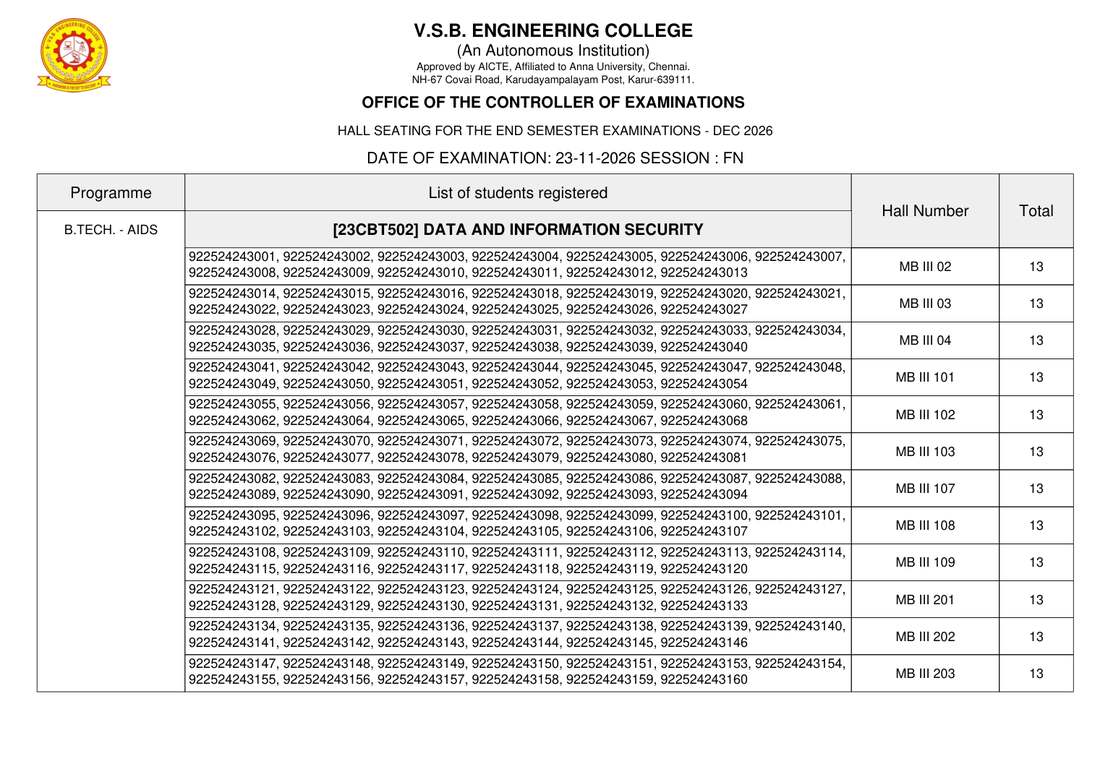 V.S.B. ENGINEERING COLLEGE
(An Autonomous Institution)
Approved by AICTE, Affiliated to Anna University, Chennai.
NH-67 Covai Road, Karudayampalayam Post, Karur-639111.
OFFICE OF THE CONTROLLER OF EXAMINATIONS
HALL SEATING FOR THE END SEMESTER EXAMINATIONS - DEC 2026
DATE OF EXAMINATION: 23-11-2026 SESSION : FN
Programme List of students registered Hall Number Total
B.TECH. - AIDS [23CBT502] DATA AND INFORMATION SECURITY
922524243001, 922524243002, 922524243003, 922524243004, 922524243005, 922524243006, 922524243007,
922524243008, 922524243009, 922524243010, 922524243011, 922524243012, 922524243013
MB III 02 13
922524243014, 922524243015, 922524243016, 922524243018, 922524243019, 922524243020, 922524243021,
922524243022, 922524243023, 922524243024, 922524243025, 922524243026, 922524243027
MB III 03 13
922524243028, 922524243029, 922524243030, 922524243031, 922524243032, 922524243033, 922524243034,
922524243035, 922524243036, 922524243037, 922524243038, 922524243039, 922524243040
MB III 04 13
922524243041, 922524243042, 922524243043, 922524243044, 922524243045, 922524243047, 922524243048,
922524243049, 922524243050, 922524243051, 922524243052, 922524243053, 922524243054
MB III 101 13
922524243055, 922524243056, 922524243057, 922524243058, 922524243059, 922524243060, 922524243061,
922524243062, 922524243064, 922524243065, 922524243066, 922524243067, 922524243068
MB III 102 13
922524243069, 922524243070, 922524243071, 922524243072, 922524243073, 922524243074, 922524243075,
922524243076, 922524243077, 922524243078, 922524243079, 922524243080, 922524243081
MB III 103 13
922524243082, 922524243083, 922524243084, 922524243085, 922524243086, 922524243087, 922524243088,
922524243089, 922524243090, 922524243091, 922524243092, 922524243093, 922524243094
MB III 107 13
922524243095, 922524243096, 922524243097, 922524243098, 922524243099, 922524243100, 922524243101,
922524243102, 922524243103, 922524243104, 922524243105, 922524243106, 922524243107
MB III 108 13
922524243108, 922524243109, 922524243110, 922524243111, 922524243112, 922524243113, 922524243114,
922524243115, 922524243116, 922524243117, 922524243118, 922524243119, 922524243120
MB III 109 13
922524243121, 922524243122, 922524243123, 922524243124, 922524243125, 922524243126, 922524243127,
922524243128, 922524243129, 922524243130, 922524243131, 922524243132, 922524243133
MB III 201 13
922524243134, 922524243135, 922524243136, 922524243137, 922524243138, 922524243139, 922524243140,
922524243141, 922524243142, 922524243143, 922524243144, 922524243145, 922524243146
MB III 202 13
922524243147, 922524243148, 922524243149, 922524243150, 922524243151, 922524243153, 922524243154,
922524243155, 922524243156, 922524243157, 922524243158, 922524243159, 922524243160
MB III 203 13